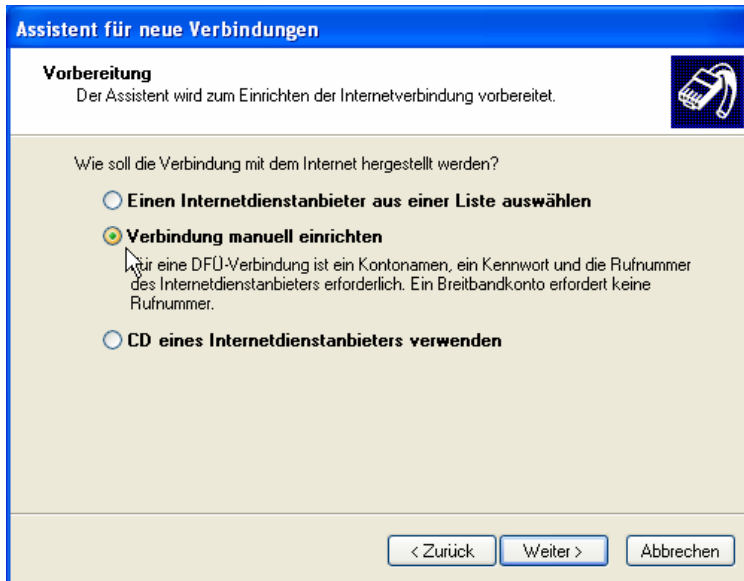 Assistent für neue Verbindungen
Vorbereitung
Der Assistent wird zum Einrichten der Internetverbindung vorbereitet.
Wie soll die Verbindung mit dem Internet hergestellt werden?
Einen Internetdienstanbieter aus einer Liste auswählen
Verbindung manuell einrichten
Für eine DFÜ-Verbindung ist ein Kontonamen, ein Kennwort und die Rufnummer
des Internetdienstanbieters erforderlich. Ein Breitbandkonto erfordert keine
Rufnummer.
CD eines Internetdienstanbieters verwenden
< Zurück
Weiter >
Abbrechen